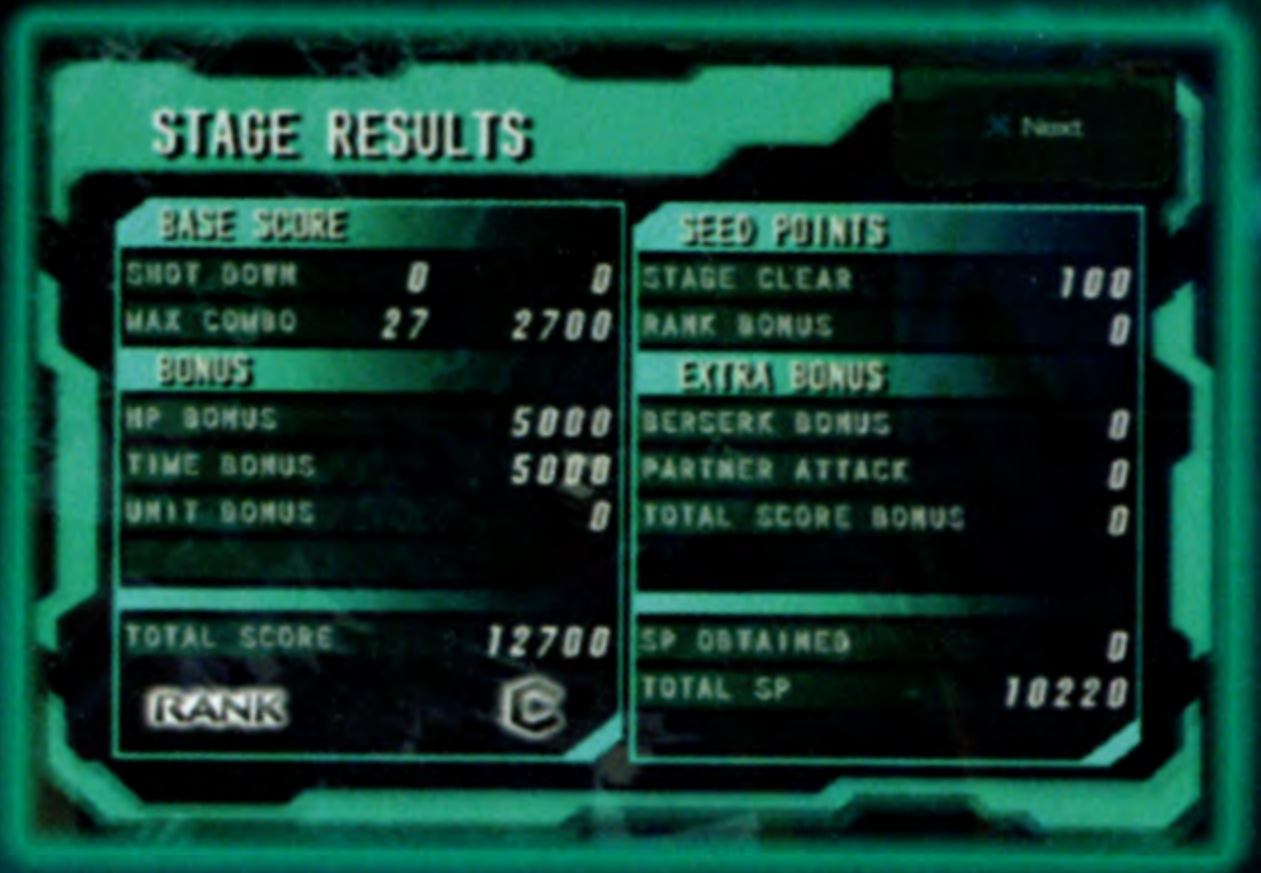 STAGE RESULTS
Next
BASE SCORE
SHOT DOWN 0 0
MAX COMBO 27 2700
BONUS
HP BONUS 5000
TIME BONUS 5000
UNIT BONUS 0
TOTAL SCORE 12700
RANK C
SEED POINTS
STAGE CLEAR 100
RANK BONUS 0
EXTRA BONUS
BERSERK BONUS 0
PARTNER ATTACK 0
TOTAL SCORE BONUS 0
SP OBTAINED 0
TOTAL SP 10220